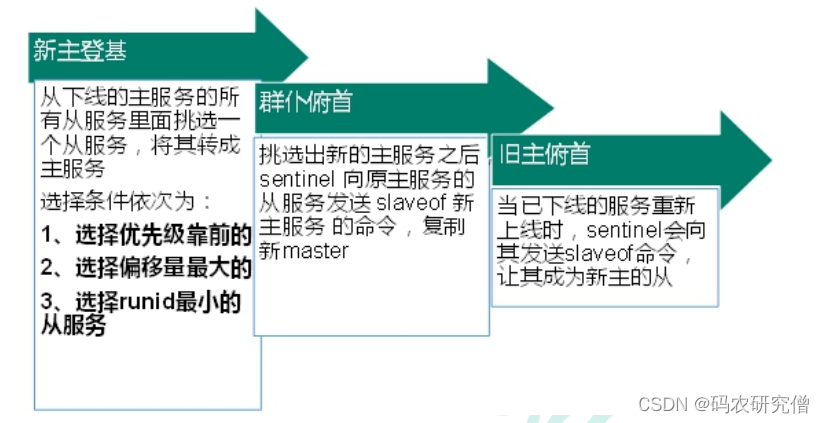 新主登基
从下线的主服务的所
有从服务里面挑选一
个从服务，将其转成
主服务
选择条件依次为：
1、选择优先级靠前的
2、选择偏移量最大的
3、选择runid最小的
从服务
群仆俯首
挑选出新的主服务之后，
sentinel 向原主服务的
从服务发送 slaveof 新
主服务 的命令，复制
新master
旧主俯首
当已下线的服务重新
上线时，sentinel会向
其发送slaveof命令，
让其成为新主的从
CSDN @码农研究僧